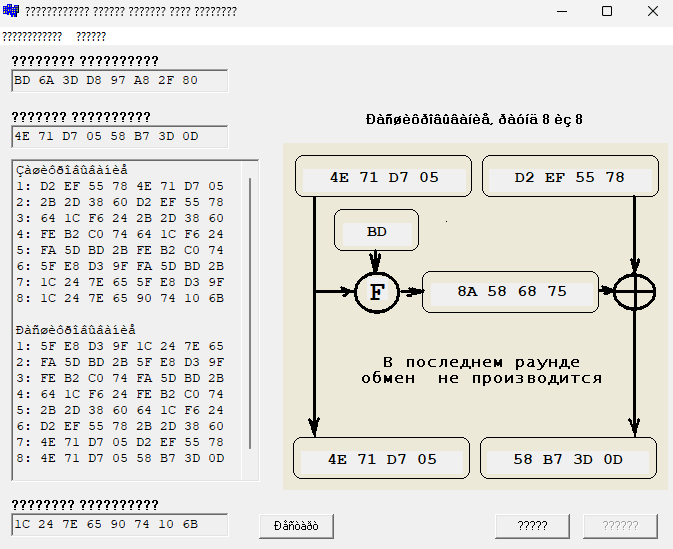 ???????????? ?????? ??????? ???? ????????
???????????? ??????
???????? ??????????
BD 6A 3D D8 97 A8 2F 80
??????? ??????????
4E 71 D7 05 58 B7 3D 0D
Çàøèôðîâûâàíèå
1: D2 EF 55 78 4E 71 D7 05
2: 2B 2D 38 60 D2 EF 55 78
3: 64 1C F6 24 2B 2D 38 60
4: FE B2 C0 74 64 1C F6 24
5: FA 5D BD 2B FE B2 C0 74
6: 5F E8 D3 9F FA 5D BD 2B
7: 1C 24 7E 65 5F E8 D3 9F
8: 1C 24 7E 65 90 74 10 6B
Ðàñøèôðîâûâàíèå
1: 5F E8 D3 9F 1C 24 7E 65
2: FA 5D BD 2B 5F E8 D3 9F
3: FE B2 C0 74 FA 5D BD 2B
4: 64 1C F6 24 FE B2 C0 74
5: 2B 2D 38 60 64 1C F6 24
6: D2 EF 55 78 2B 2D 38 60
7: 4E 71 D7 05 D2 EF 55 78
8: 4E 71 D7 05 58 B7 3D 0D
???????? ??????????
1C 24 7E 65 90 74 10 6B
Ðàñøèôðîâûâàíèå, ðàóíä 8 èç 8
4E 71 D7 05
D2 EF 55 78
BD
F
8A 58 68 75
В последнем раунде
обмен не производится
4E 71 D7 05
58 B7 3D 0D
Ðåñòàðò
?????
??????